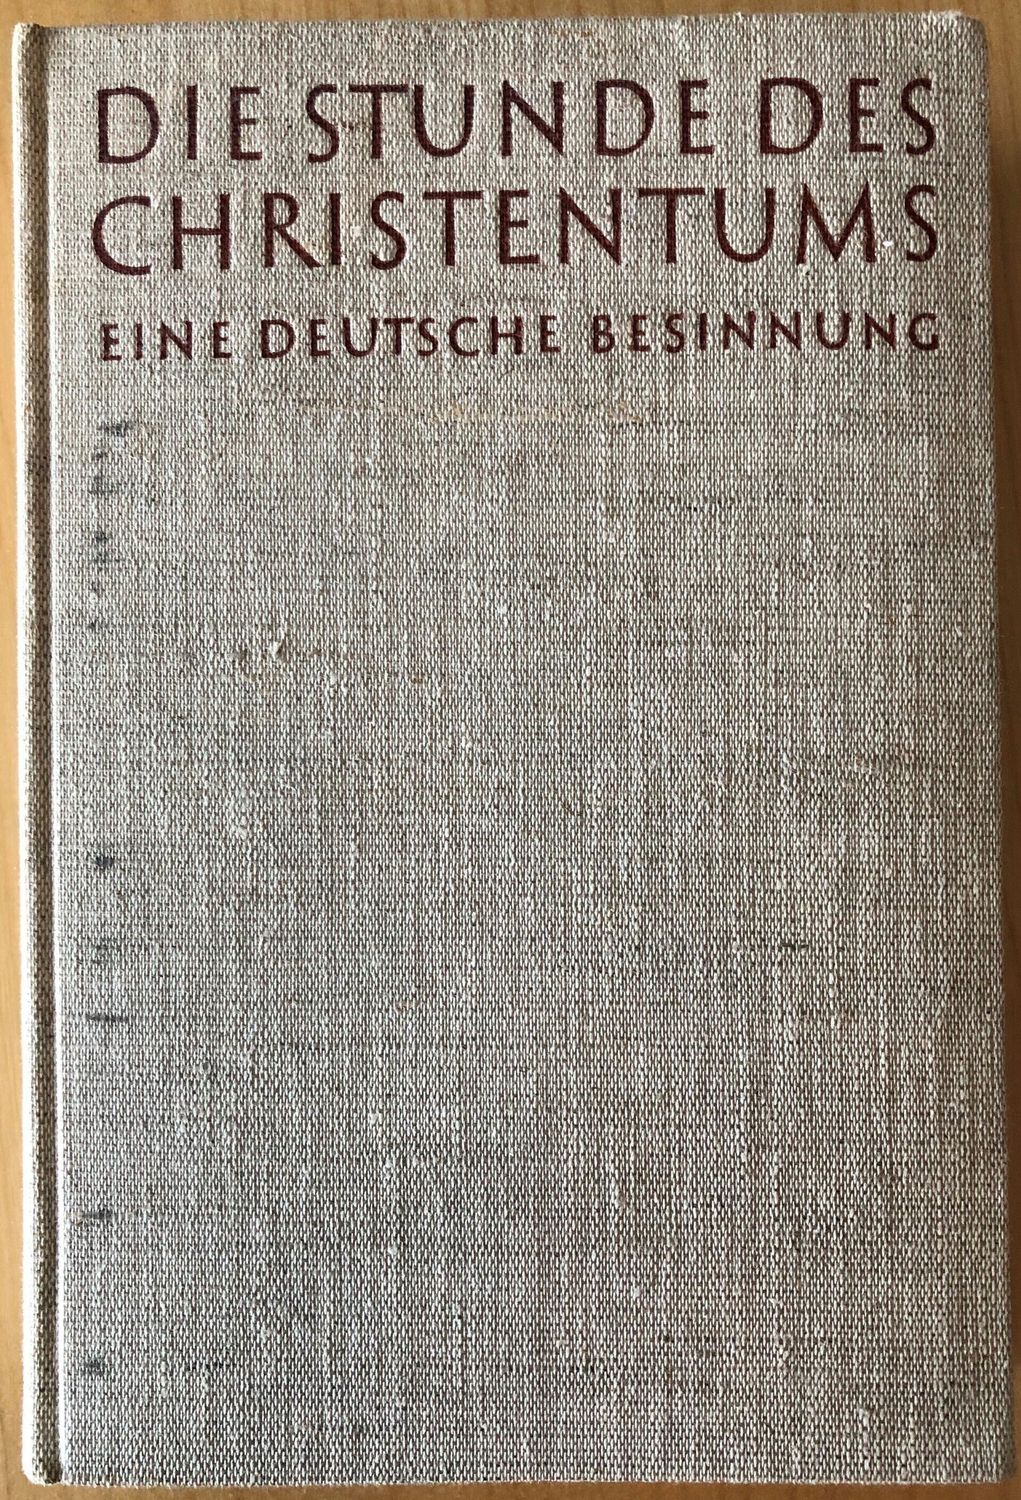 DIE STUNDE DES
CHRISTENTUMS
EINE DEUTSCHE BESINNUNG